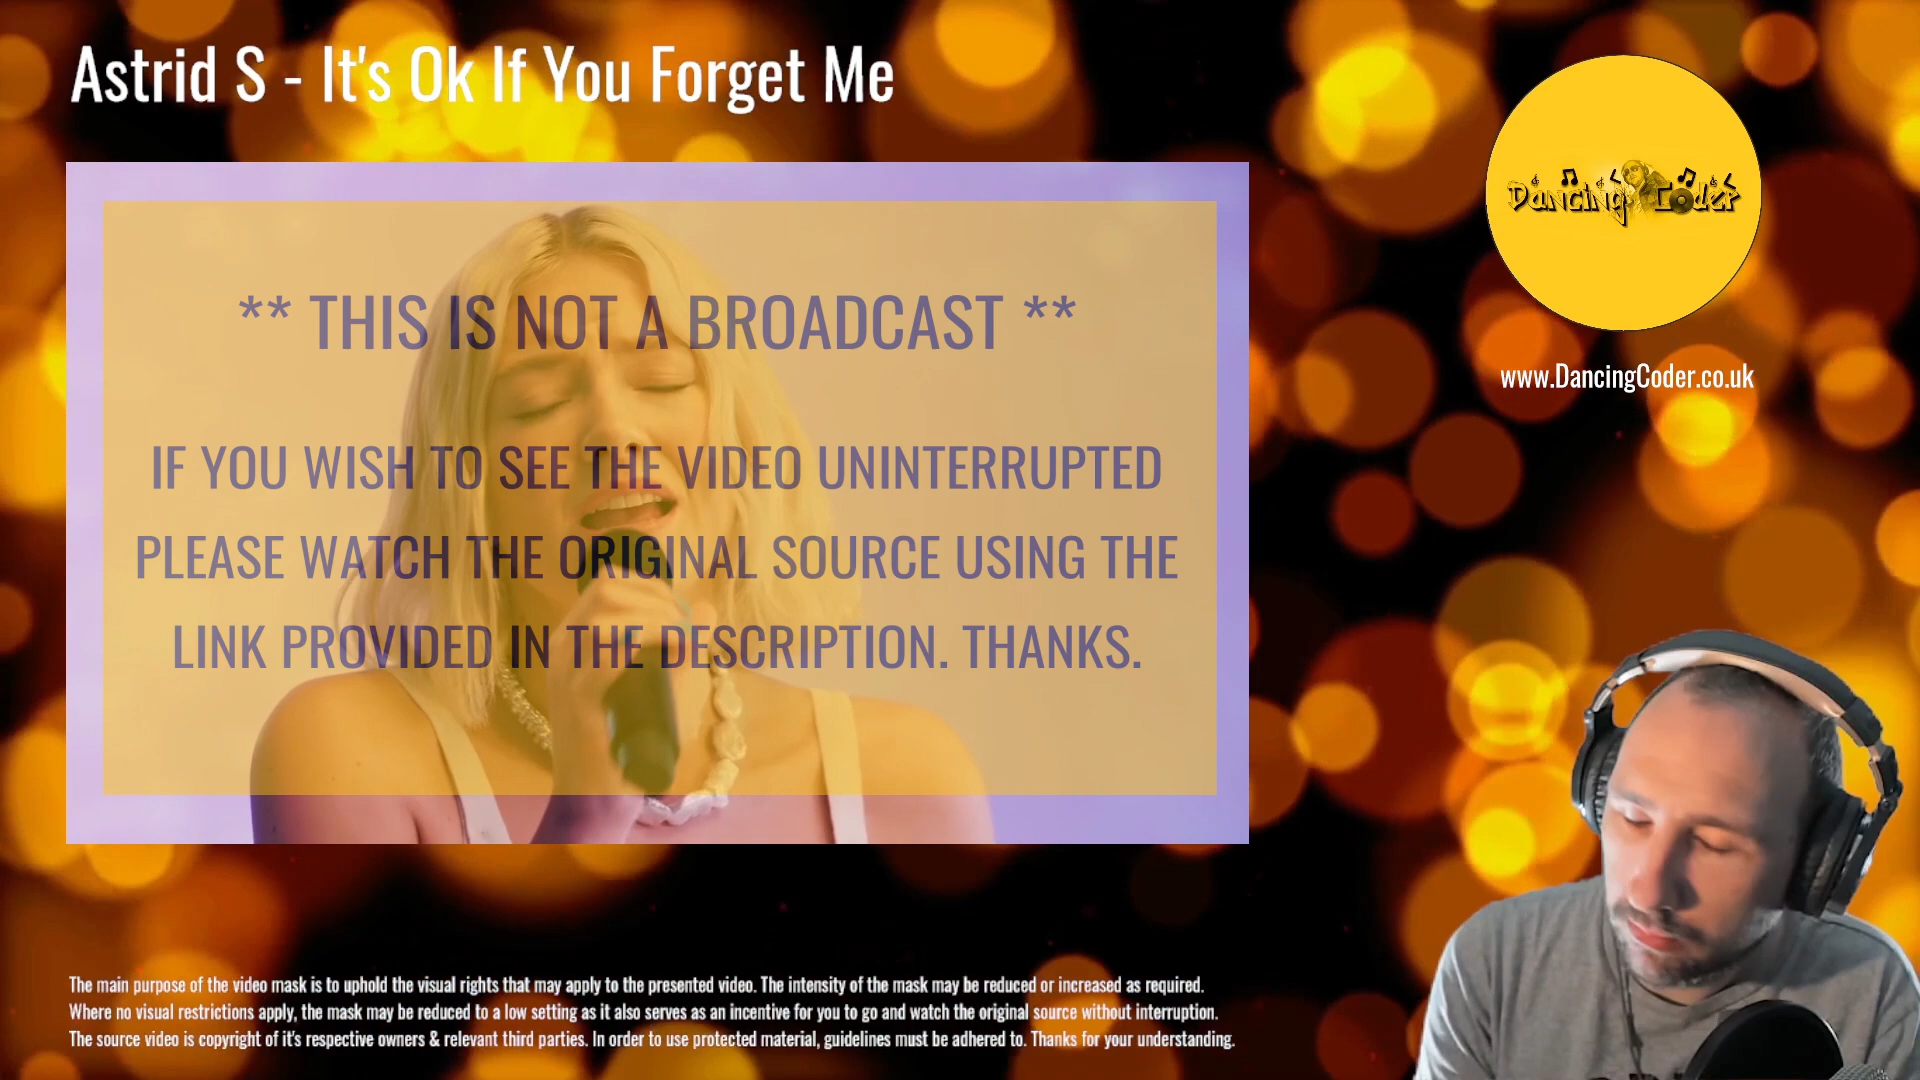 Astrid S - It's Ok If You Forget Me
** THIS IS NOT A BROADCAST **
IF YOU WISH TO SEE THE VIDEO UNINTERRUPTED
PLEASE WATCH THE ORIGINAL SOURCE USING THE
LINK PROVIDED IN THE DESCRIPTION. THANKS.
Dancing Coder
www.DancingCoder.co.uk
The main purpose of the video mask is to uphold the visual rights that may apply to the presented video. The intensity of the mask may be reduced or increased as required.
Where no visual restrictions apply, the mask may be reduced to a low setting as it also serves as an incentive for you to go and watch the original source without interruption.
The source video is copyright of it's respective owners & relevant third parties. In order to use protected material, guidelines must be adhered to. Thanks for your understanding.